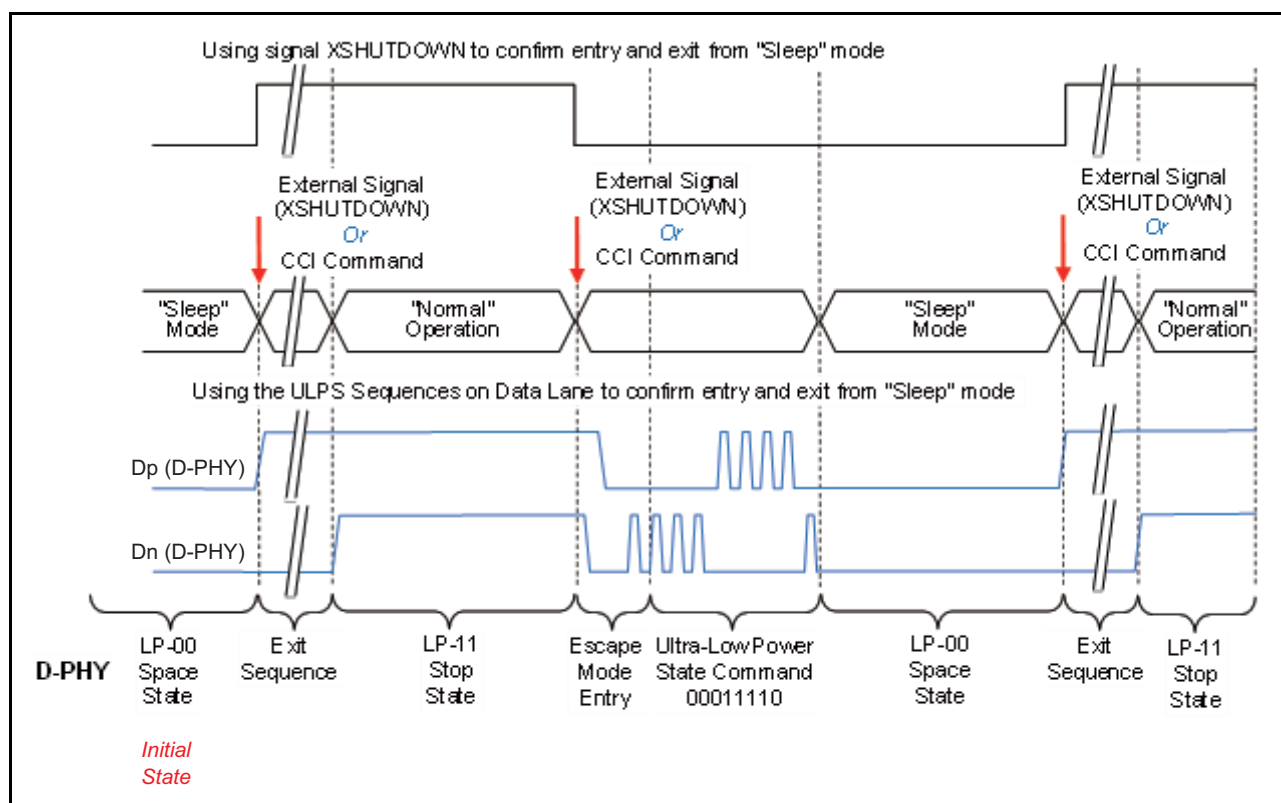 Using signal XSHUTDOWN to confirm entry and exit from "Sleep" mode
External Signal
(XSHUTDOWN)
Or
CCI Command
External Signal
(XSHUTDOWN)
Or
CCI Command
External Signal
(XSHUTDOWN)
Or
CCI Command
"Sleep"
Mode
"Normal"
Operation
"Sleep"
Mode
"Normal"
Operation
Using the ULPS Sequences on Data Lane to confirm entry and exit from "Sleep" mode
Dp (D-PHY)
Dn (D-PHY)
D-PHY
LP-00
Space
State
Exit
Sequence
LP-11
Stop
State
Escape
Mode
Entry
Ultra-Low Power
State Command
00011110
LP-00
Space
State
Exit
Sequence
LP-11
Stop
State
Initial
State